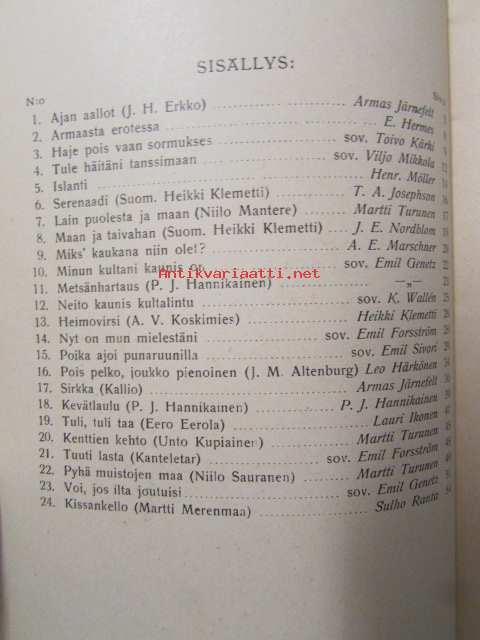 SISÄLLYS:
N:o
1. Ajan aallot (J. H. Erkko) Armas Järnefelt
2. Armaasta erotessa E. Hermes
3. Haje pois vaan sormukses sov. Toivo Kärki
4. Tule häitäni tanssimaan sov. Viljo Mikkola
5. Islanti Henr. Möller
6. Serenaadi (Suom. Heikki Klemetti) T. A. Josephson
7. Lain puolesta ja maan (Niilo Mantere) Martti Turunen
8. Maan ja taivahan (Suom. Heikki Klemetti) J. E. Nordblom
9. Miks' kaukana niin olet? A. E. Marschner
10. Minun kultani kaunis on sov. Emil Genetz
Antikvariaatti.net
11. Metsänhartaus (P. J. Hannikainen) —„—
12. Neito kaunis kultalintu sov. K. Wallén
13. Heimovirsi (A. V. Koskimies) Heikki Klemetti
14. Nyt on mun mielestäni sov. Emil Forsström
15. Poika ajoi punaruunilla sov. Emil Sivori
16. Pois pelko, joukko pienoinen (J. M. Altenburg) Leo Härkönen
17. Sirkka (Kallio) Armas Järnefelt
18. Kevätlaulu (P. J. Hannikainen) P. J. Hannikainen
19. Tuli, tuli taa (Eero Eerola) Lauri Ikonen
20. Kenttien kehto (Unto Kupiainen) Martti Turunen
21. Tuuti lasta (Kanteletar) sov. Emil Forsström
22. Pyhä muistojen maa (Niilo Sauranen) Martti Turunen
23. Voi, jos ilta joutuisi sov. Emil Genetz
24. Kissankello (Martti Merenmaa) Sulho Ranta